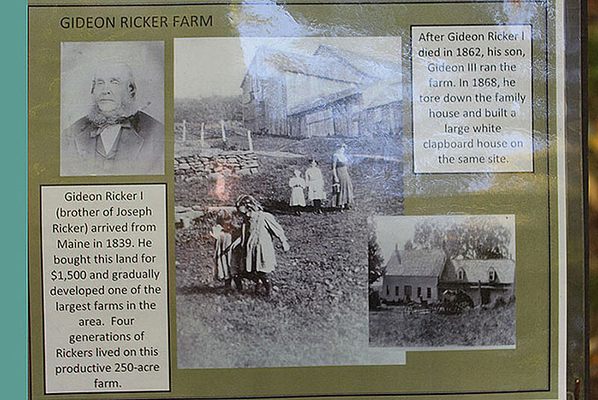 GIDEON RICKER FARM
After Gideon Ricker I
died in 1862, his son,
Gideon III ran the
farm. In 1868, he
tore down the family
house and built a
large white
clapboard house on
the same site.
Gideon Ricker I
(brother of Joseph
Ricker) arrived from
Maine in 1839. He
bought this land for
$1,500 and gradually
developed one of the
largest farms in the
area. Four
generations of
Rickers lived on this
productive 250-acre
farm.